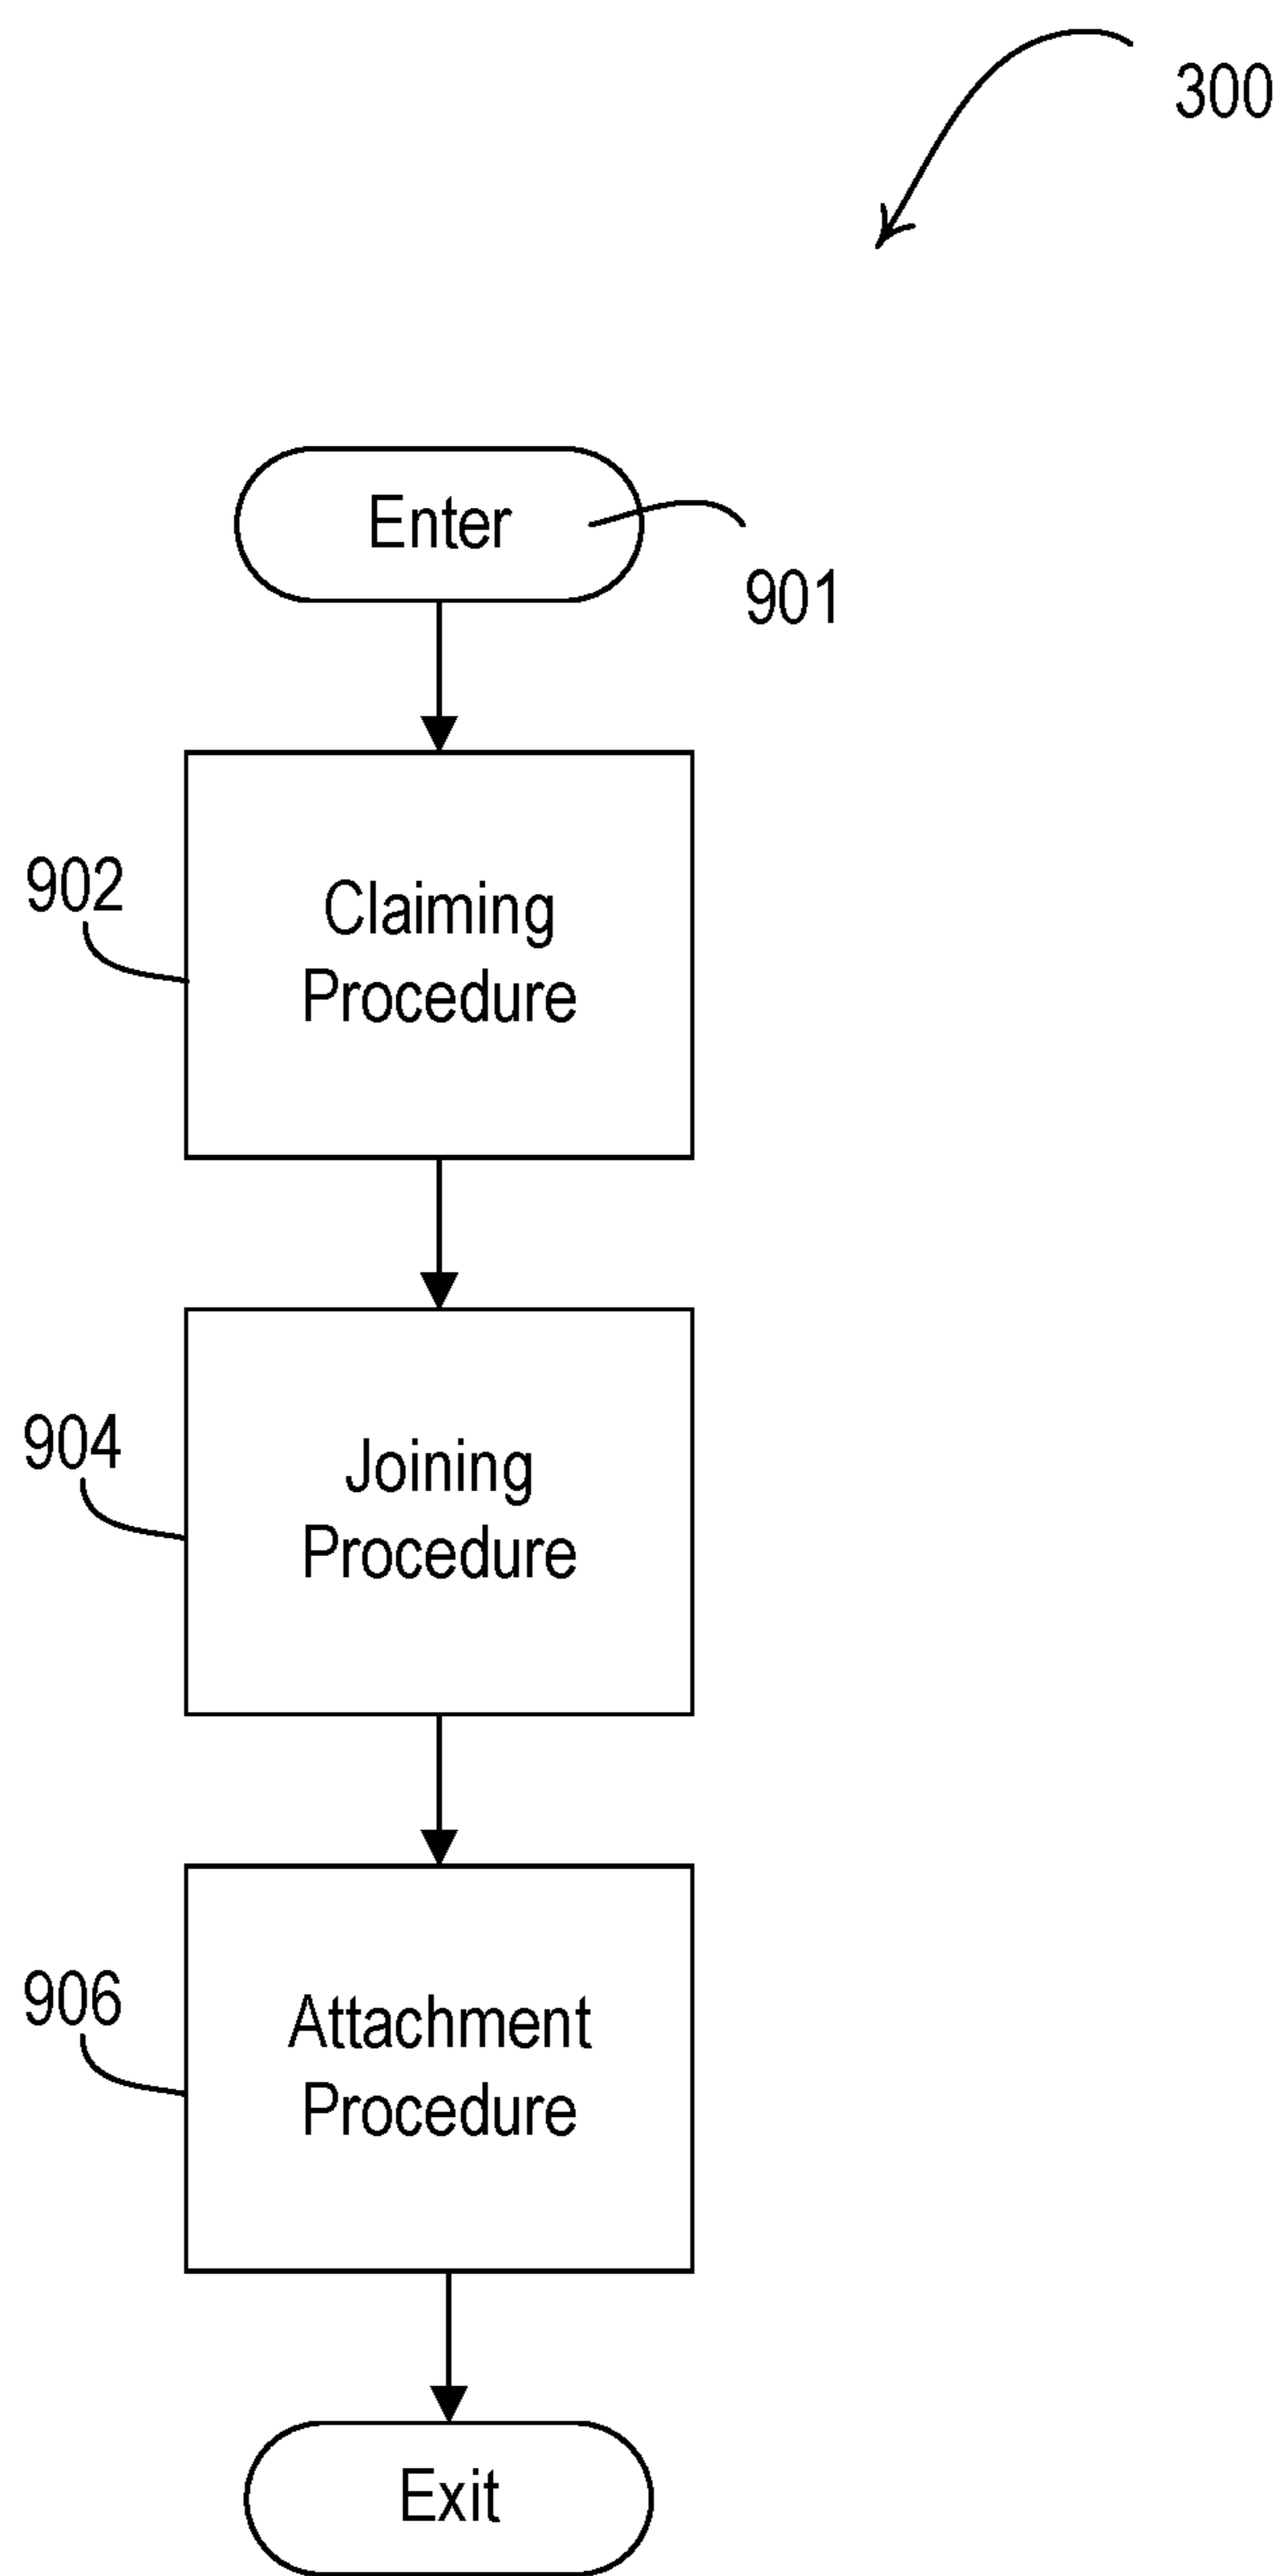 300
Enter
901
902
Claiming
Procedure
904
Joining
Procedure
906
Attachment
Procedure
Exit